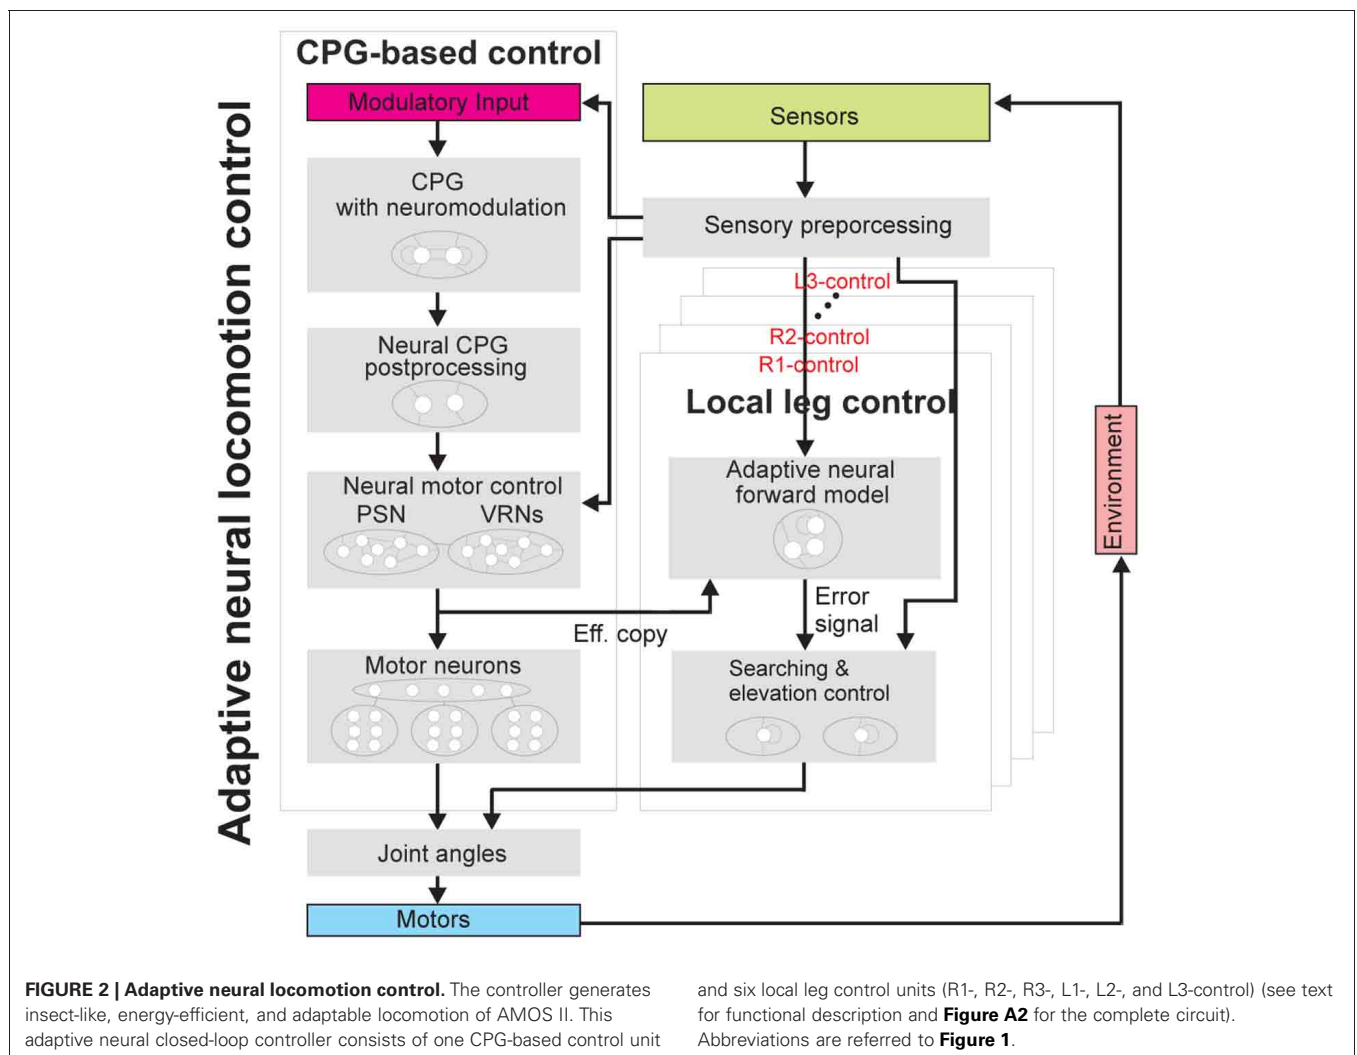 Adaptive neural locomotion control
CPG-based control
Modulatory Input
CPG
with neuromodulation
Neural CPG
postprocessing
Neural motor control
PSN VRNs
Eff. copy
Motor neurons
Joint angles
Motors
Sensors
Sensory preporcessing
L3-control
R2-control
R1-control
Local leg control
Adaptive neural
forward model
Error
signal
Searching &
elevation control
Environment
FIGURE 2 | Adaptive neural locomotion control. The controller generates
insect-like, energy-efficient, and adaptable locomotion of AMOS II. This
adaptive neural closed-loop controller consists of one CPG-based control unit
and six local leg control units (R1-, R2-, R3-, L1-, L2-, and L3-control) (see text
for functional description and Figure A2 for the complete circuit).
Abbreviations are referred to Figure 1.